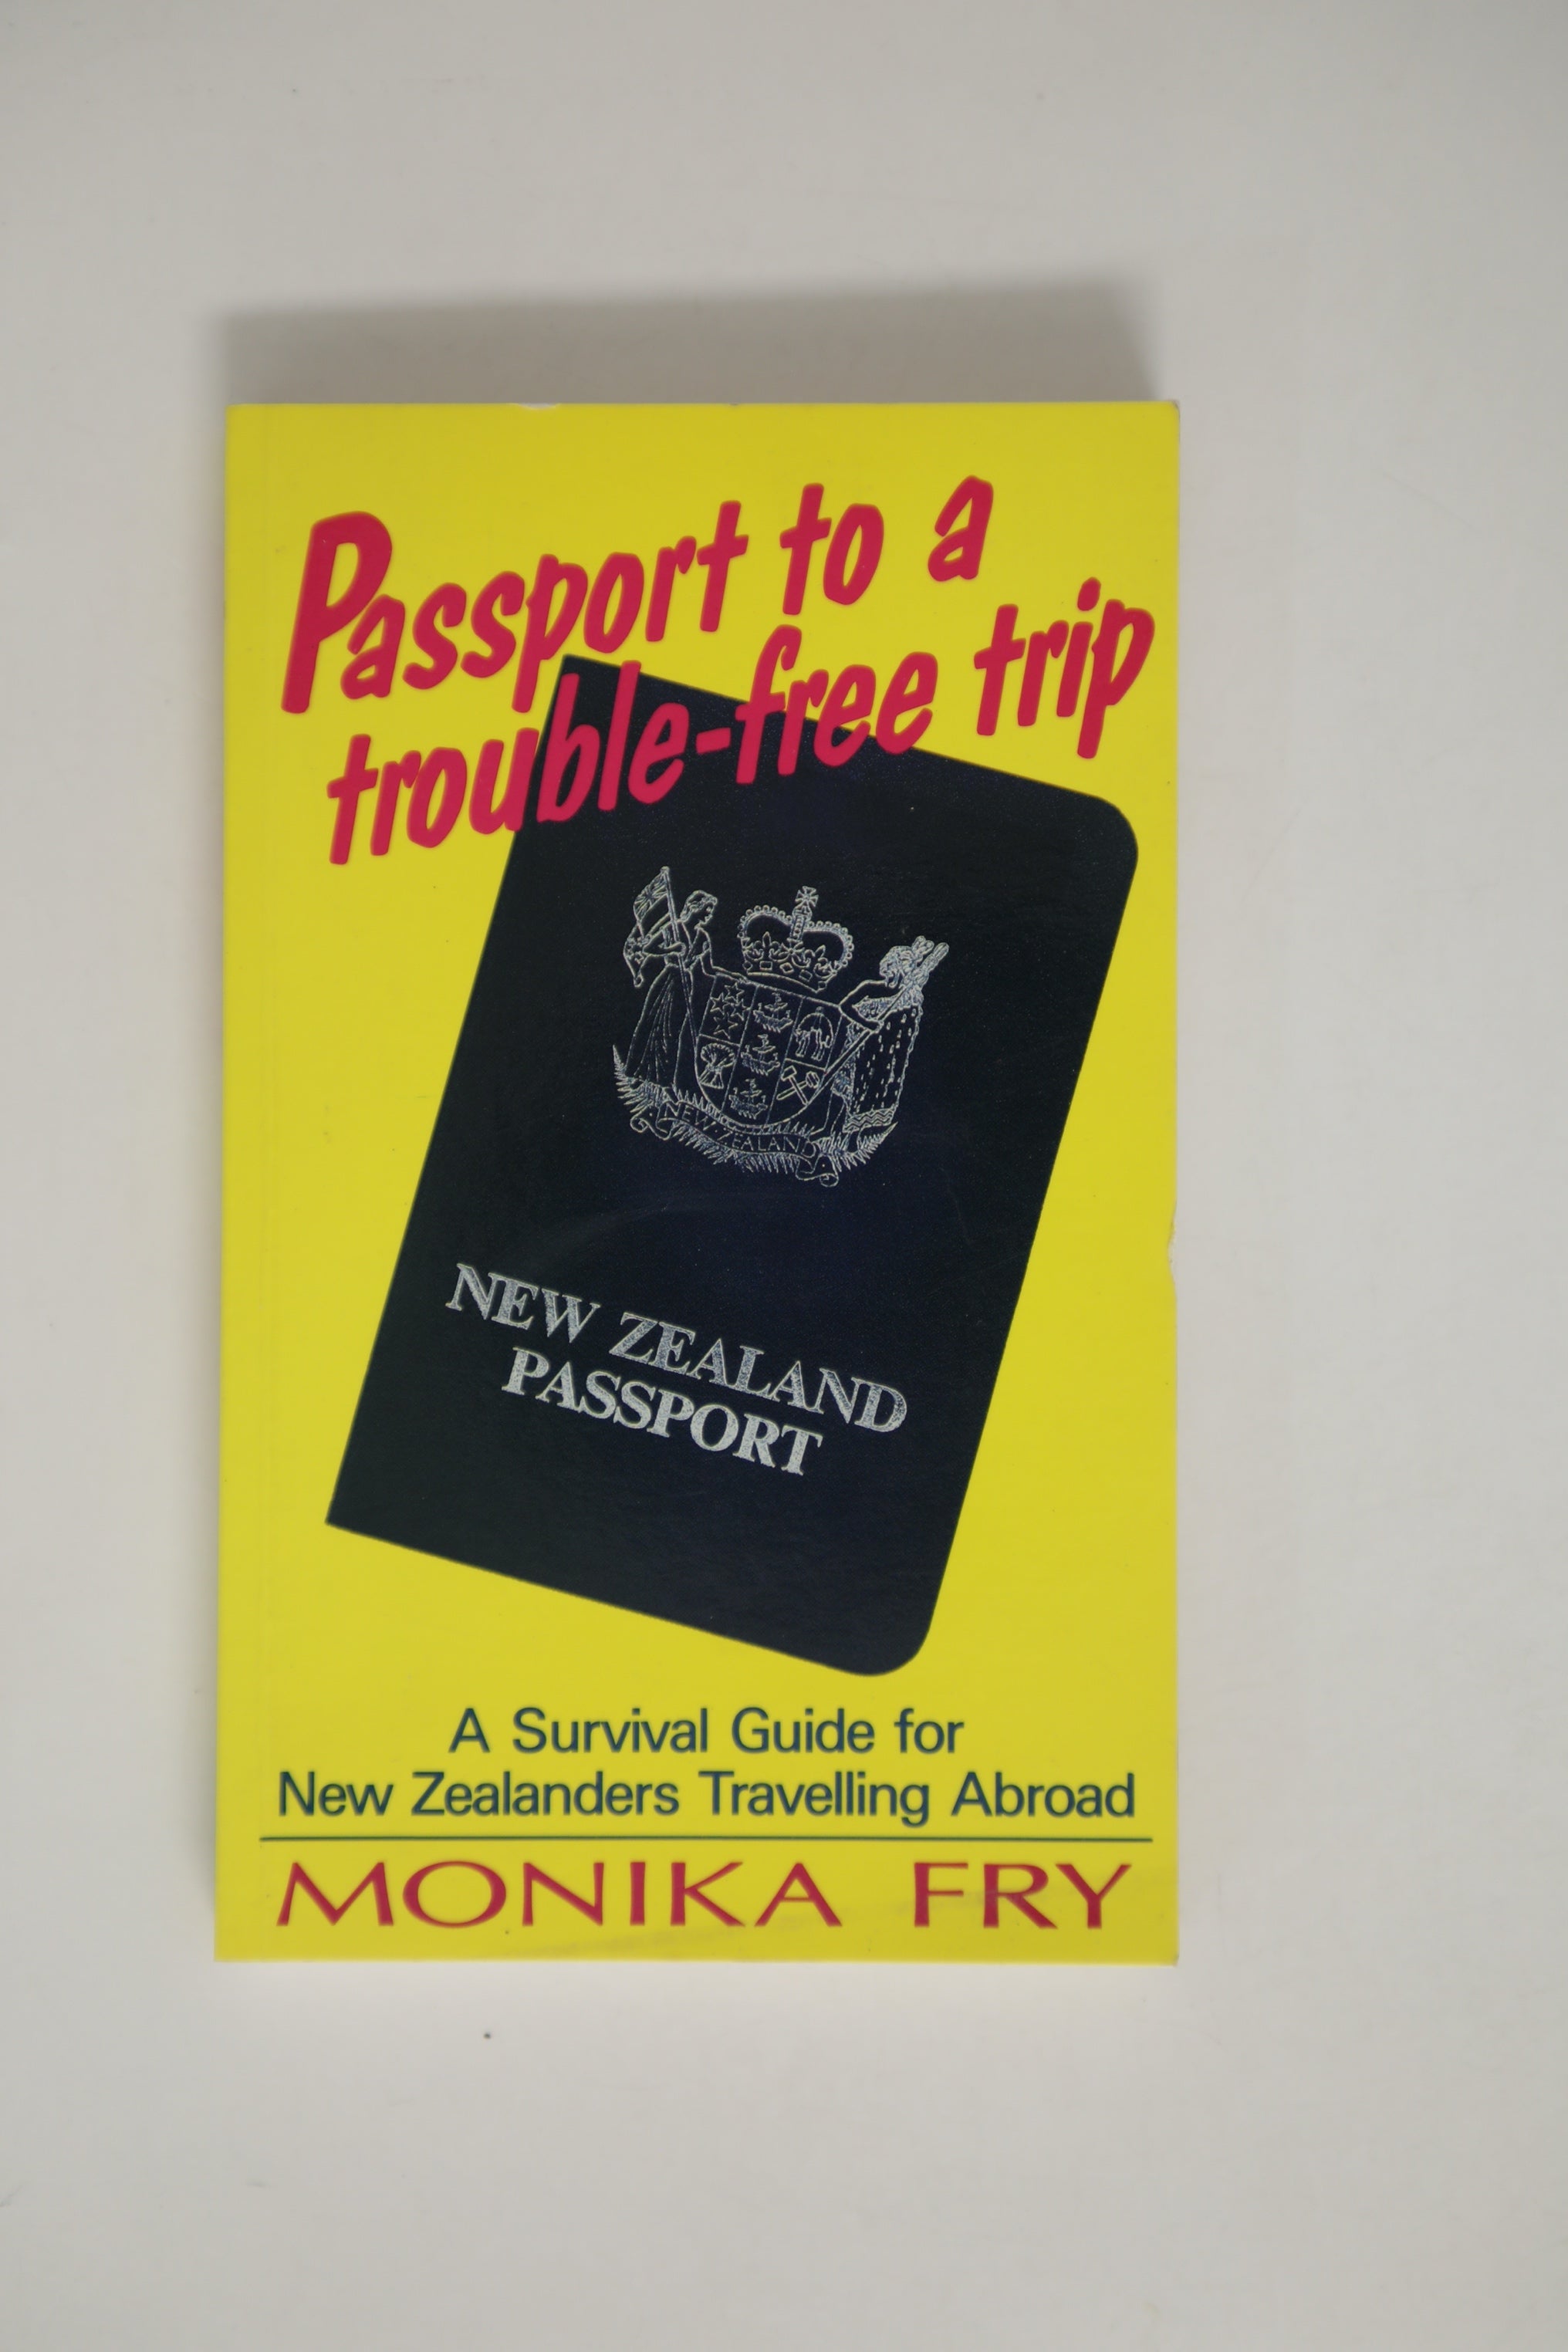 Passport to a
trouble-free trip
NEW ZEALAND
NEW ZEALAND
PASSPORT
A Survival Guide for
New Zealanders Travelling Abroad
MONIKA FRY